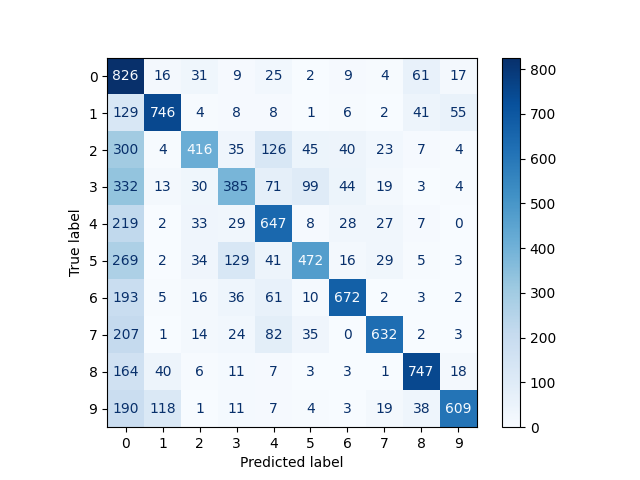 0 826 16 31 9 25 2 9 4 61 17
1 129 746 4 8 8 1 6 2 41 55
2 300 4 416 35 126 45 40 23 7 4
3 332 13 30 385 71 99 44 19 3 4
4 219 2 33 29 647 8 28 27 7 0
5 269 2 34 129 41 472 16 29 5 3
6 193 5 16 36 61 10 672 2 3 2
7 207 1 14 24 82 35 0 632 2 3
8 164 40 6 11 7 3 3 1 747 18
9 190 118 1 11 7 4 3 19 38 609
0 1 2 3 4 5 6 7 8 9
Predicted label
True label
800
700
600
500
400
300
200
100
0